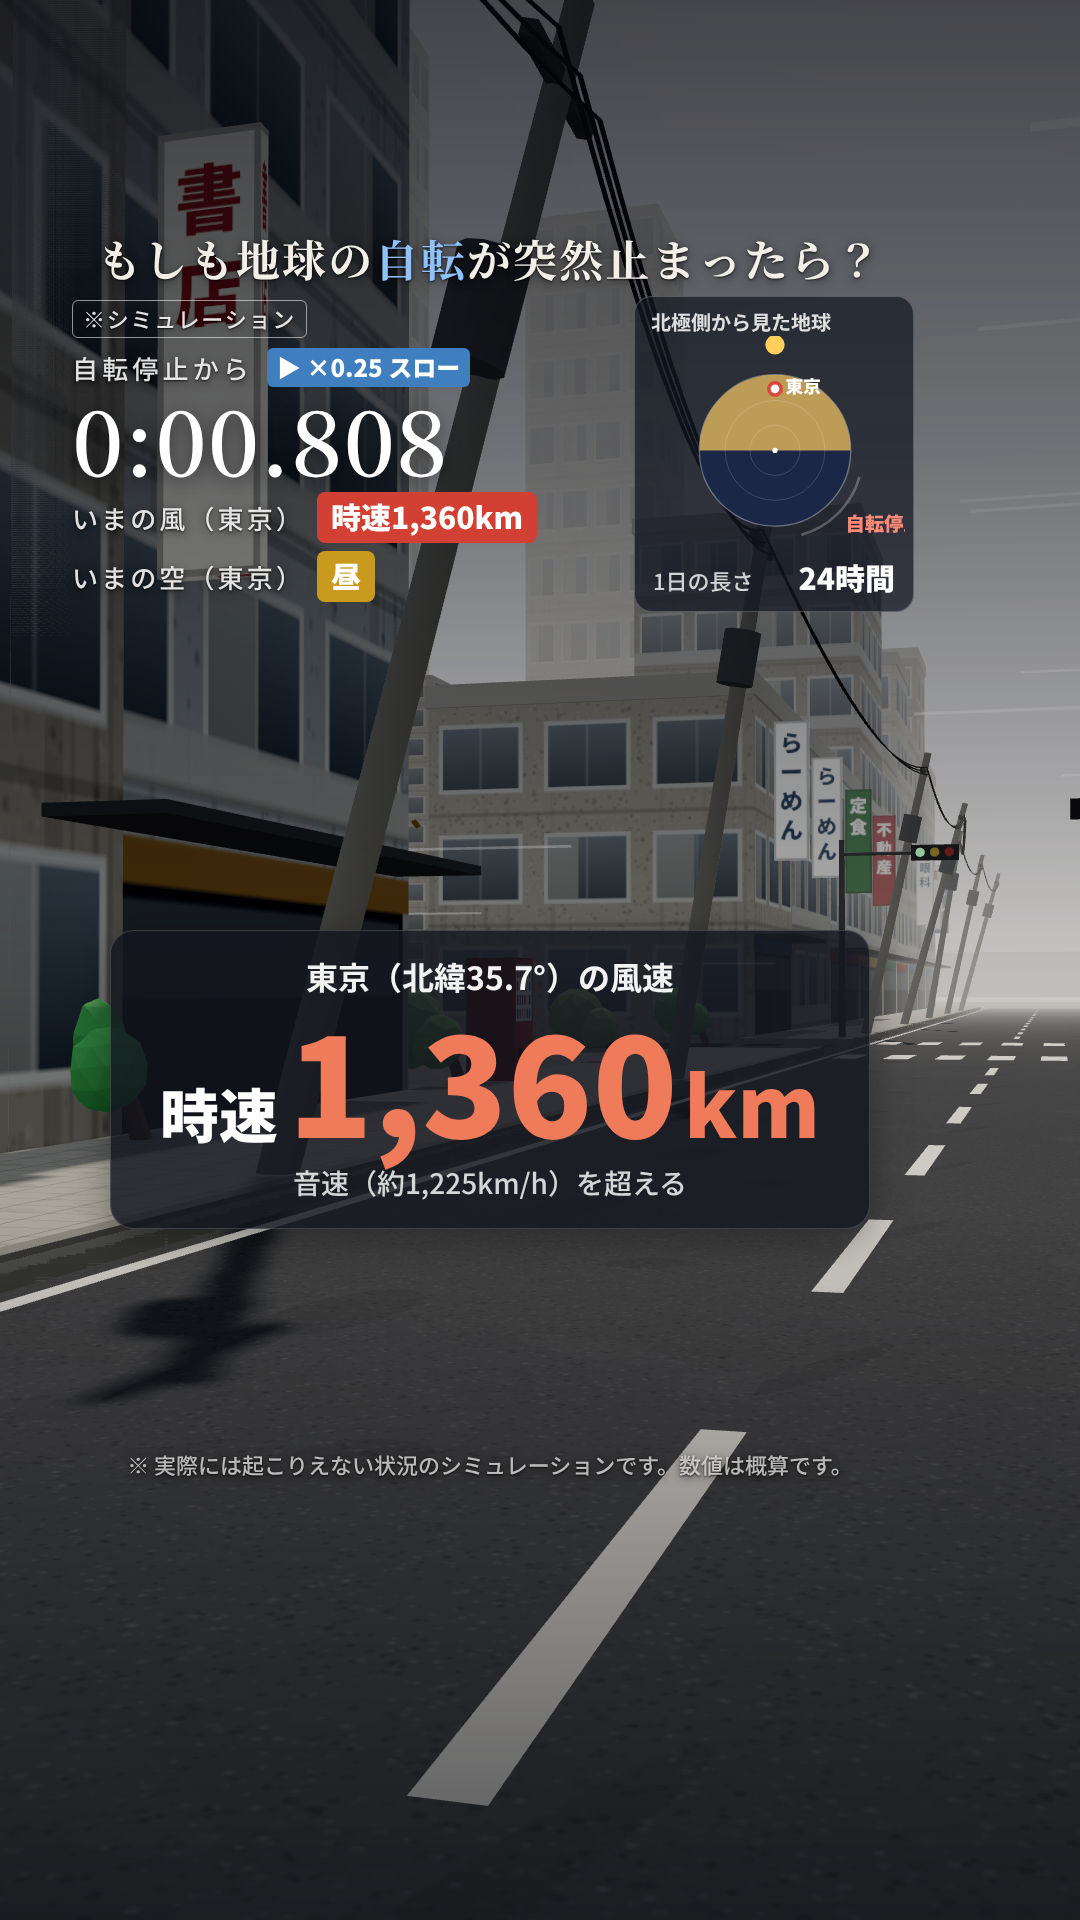 書店
もしも地球の自転が突然止まったら？
※シミュレーション
自転停止から ▶ ×0.25 スロー
0:00.808
いまの風（東京） 時速1,360km
いまの空（東京） 昼
北極側から見た地球
東京
自転停
1日の長さ 24時間
らーめん
らーめん
定食
不動産
眼科
東京（北緯35.7°）の風速
時速1,360km
音速（約1,225km/h）を超える
※ 実際には起こりえない状況のシミュレーションです。数値は概算です。